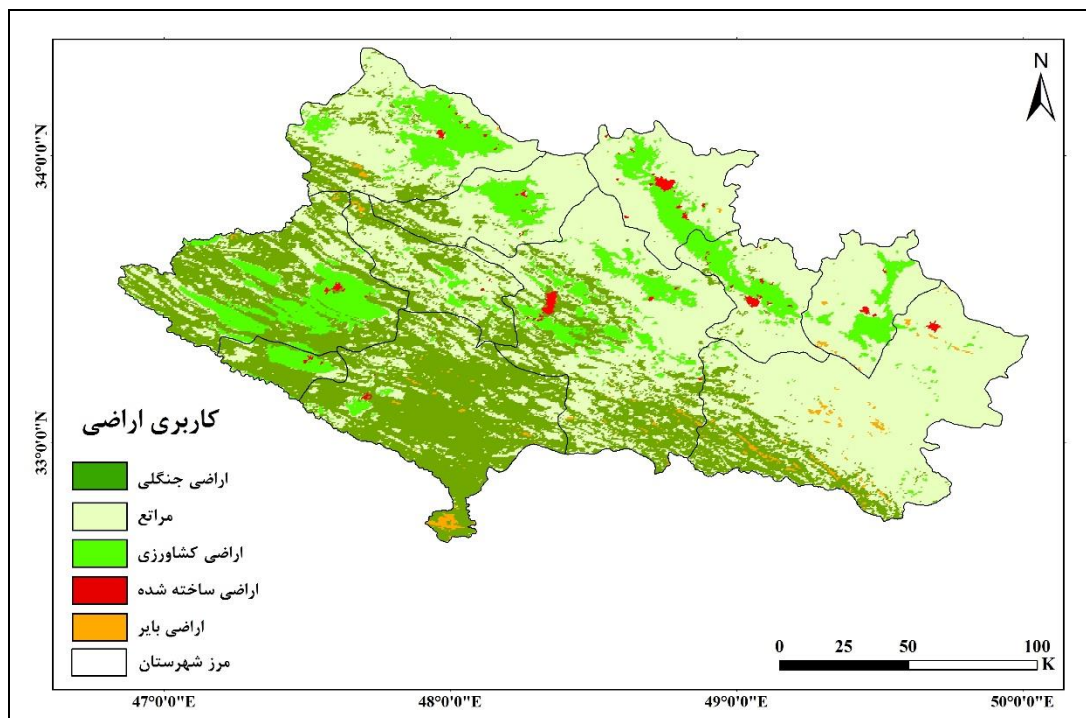 N
34°0'0"N
33°0'0"N
کاربری اراضی
اراضی جنگلی
مراتع
اراضی کشاورزی
اراضی ساخته شده
اراضی بایر
مرز شهرستان
0 25 50 100
K
47°0'0"E 48°0'0"E 49°0'0"E 50°0'0"E